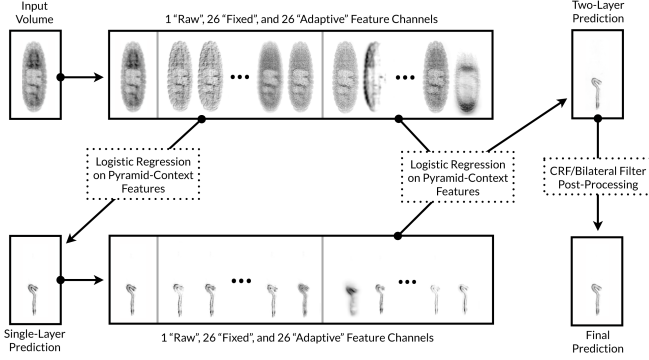 Input
Volume
1 “Raw”, 26 “Fixed”, and 26 “Adaptive” Feature Channels
Two-Layer
Prediction
Logistic Regression
on Pyramid-Context
Features
Logistic Regression
on Pyramid-Context
Features
CRF/Bilateral Filter
Post-Processing
Single-Layer
Prediction
1 “Raw”, 26 “Fixed”, and 26 “Adaptive” Feature Channels
Final
Prediction